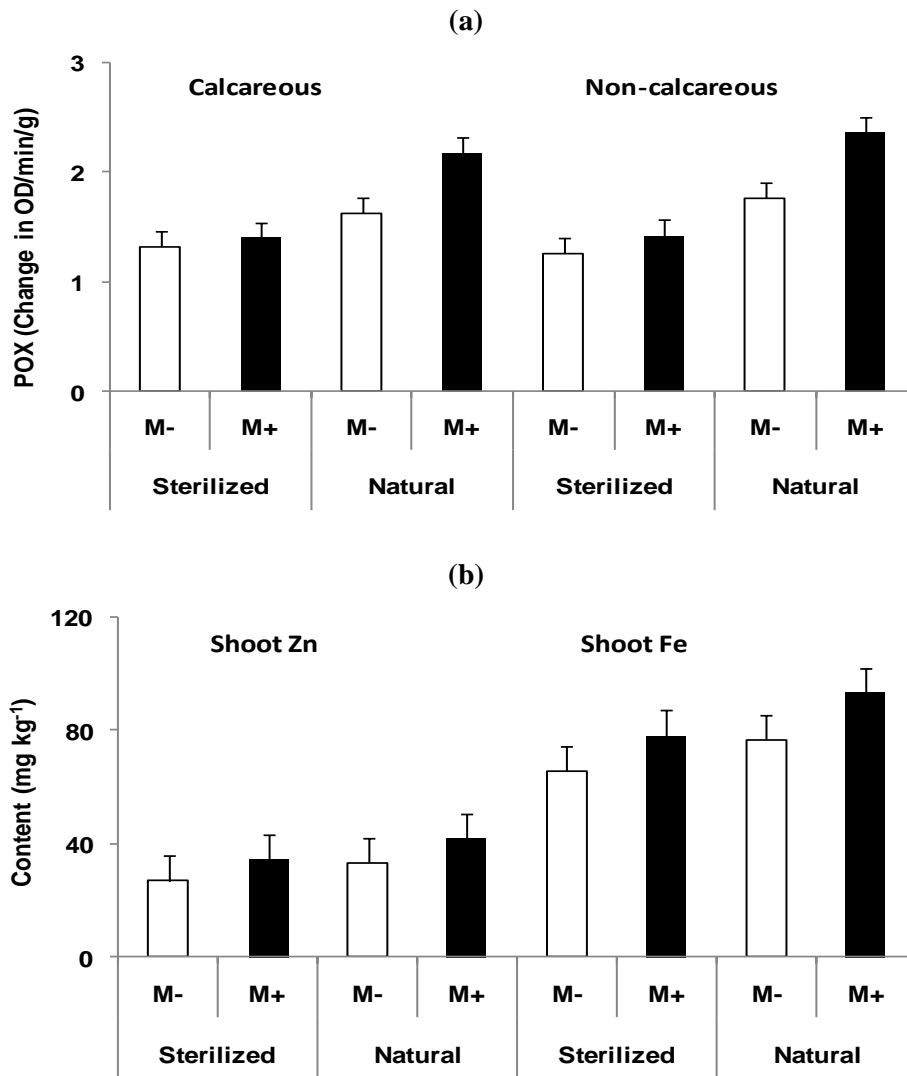 (a)
3
Calcareous Non-calcareous
2
1
0
POX (Change in OD/min/g)
M- M+ M- M+ M- M+ M- M+
Sterilized Natural Sterilized Natural
(b)
120
Shoot Zn Shoot Fe
80
40
0
Content (mg kg⁻¹)
M- M+ M- M+ M- M+ M- M+
Sterilized Natural Sterilized Natural